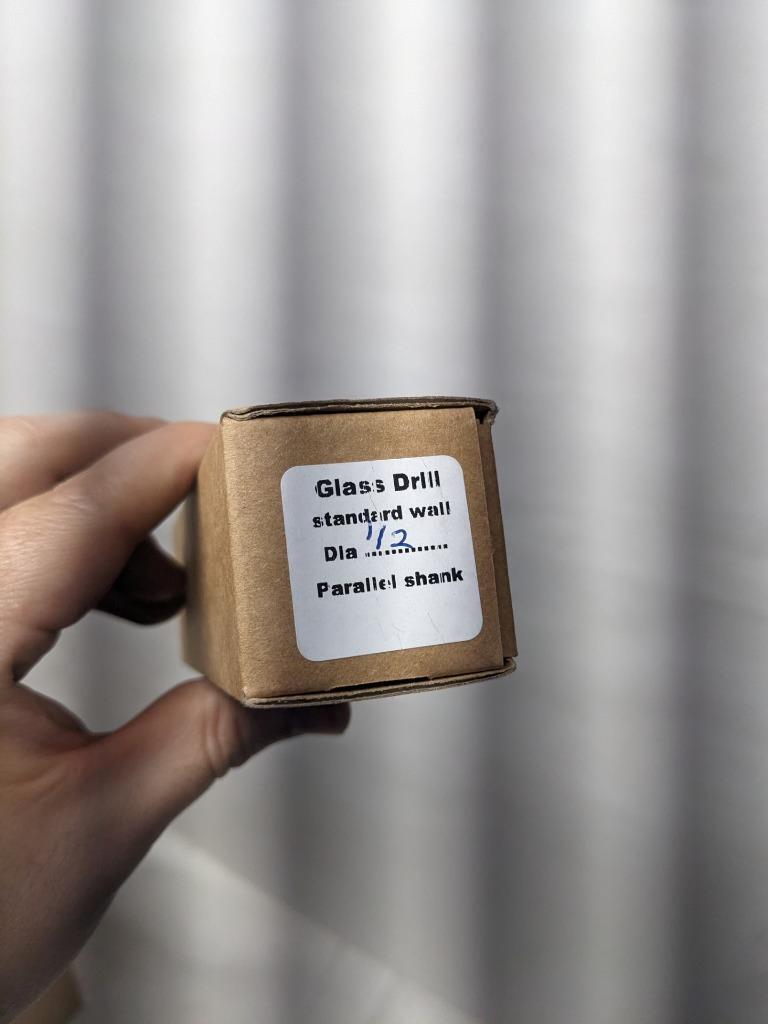 Glass Drill
standard wall
Dia 1/2
Parallel shank